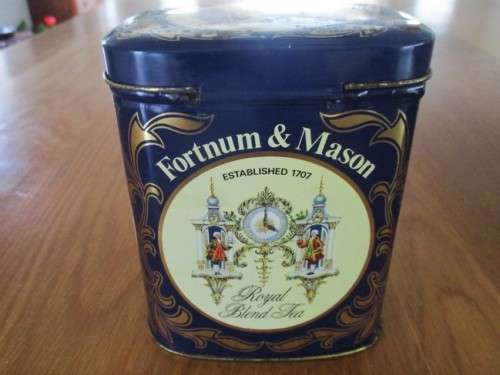 Fortnum & Mason
ESTABLISHED 1707
Royal
Blend Tea